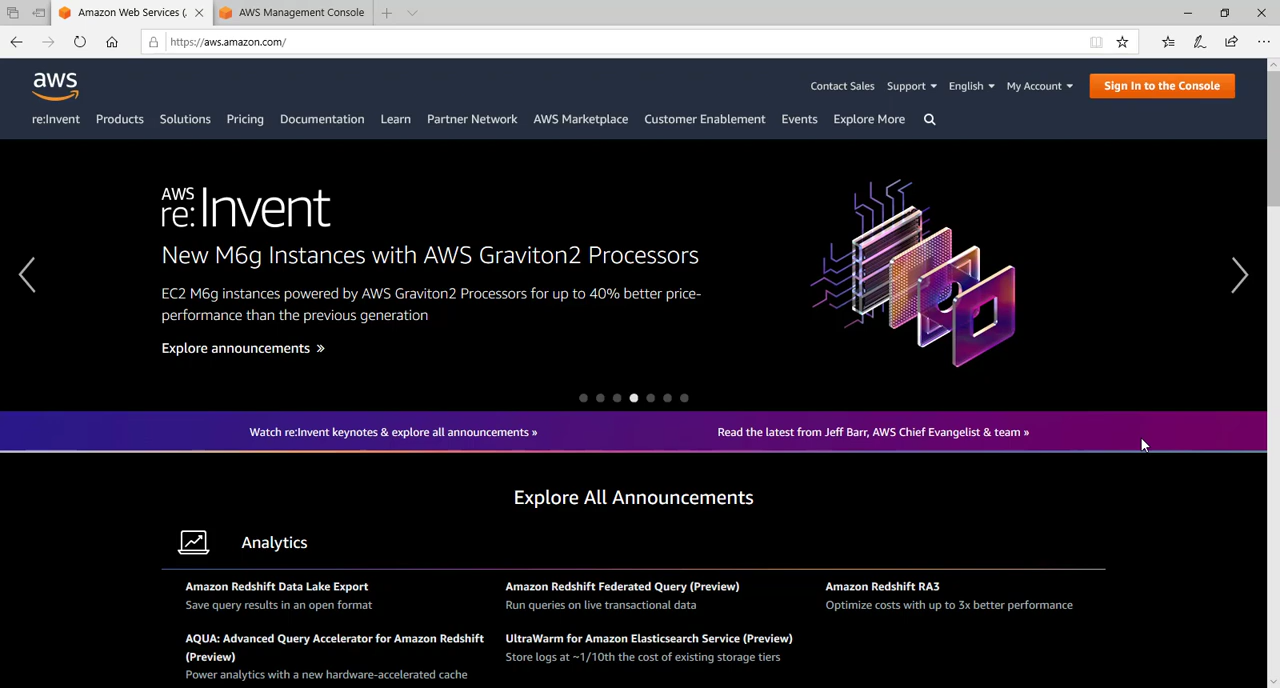 Amazon Web Services (.
AWS Management Console
https://aws.amazon.com/
aws
Contact Sales Support English My Account Sign In to the Console
re:Invent Products Solutions Pricing Documentation Learn Partner Network AWS Marketplace Customer Enablement Events Explore More
AWS
re:Invent
New M6g Instances with AWS Graviton2 Processors
EC2 M6g instances powered by AWS Graviton2 Processors for up to 40% better price-
performance than the previous generation
Explore announcements »
Watch re:Invent keynotes & explore all announcements »
Read the latest from Jeff Barr, AWS Chief Evangelist & team »
Explore All Announcements
Analytics
Amazon Redshift Data Lake Export
Save query results in an open format
Amazon Redshift Federated Query (Preview)
Run queries on live transactional data
Amazon Redshift RA3
Optimize costs with up to 3x better performance
AQUA: Advanced Query Accelerator for Amazon Redshift
(Preview)
Power analytics with a new hardware-accelerated cache
UltraWarm for Amazon Elasticsearch Service (Preview)
Store logs at ~1/10th the cost of existing storage tiers